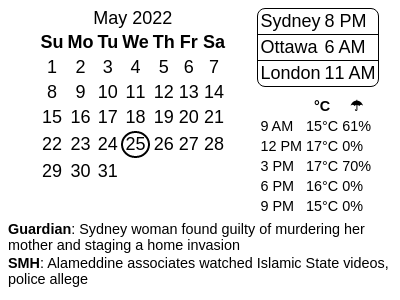 May 2022
Su Mo Tu We Th Fr Sa
1 2 3 4 5 6 7
8 9 10 11 12 13 14
15 16 17 18 19 20 21
22 23 24 25 26 27 28
29 30 31
Sydney 8 PM
Ottawa 6 AM
London 11 AM
°C ☂
9 AM 15°C 61%
12 PM 17°C 0%
3 PM 17°C 70%
6 PM 16°C 0%
9 PM 15°C 0%
Guardian: Sydney woman found guilty of murdering her
mother and staging a home invasion
SMH: Alameddine associates watched Islamic State videos,
police allege